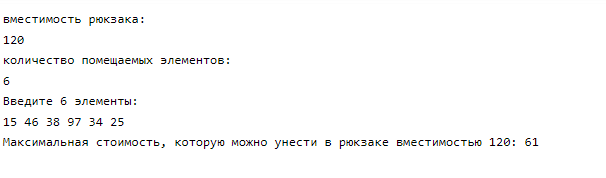 вместимость рюкзака:
120
количество помещаемых элементов:
6
Введите 6 элементы:
15 46 38 97 34 25
Максимальная стоимость, которую можно унести в рюкзаке вместимостью 120: 61